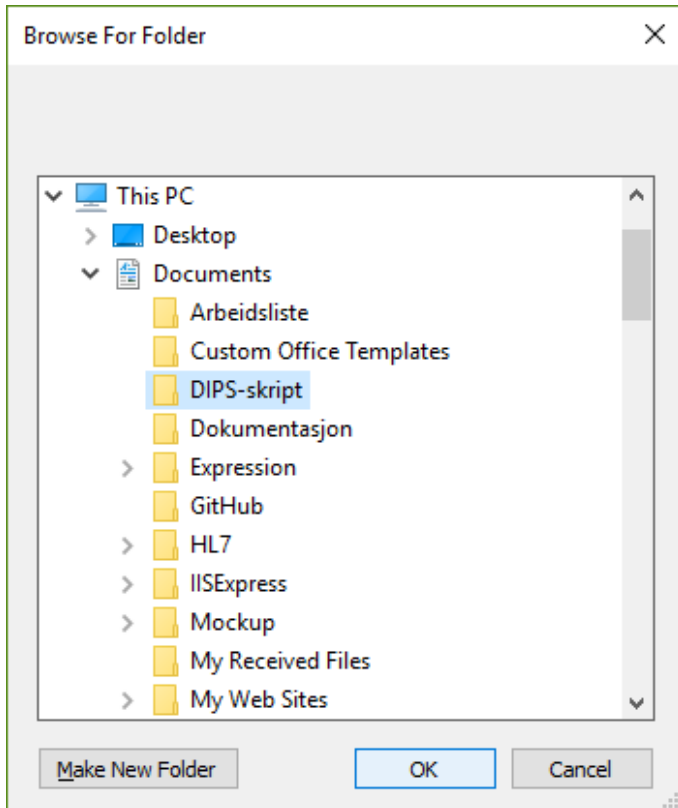 Browse For Folder
This PC
Desktop
Documents
Arbeidsliste
Custom Office Templates
DIPS-skript
Dokumentasjon
Expression
GitHub
HL7
IISExpress
Mockup
My Received Files
My Web Sites
Make New Folder OK Cancel